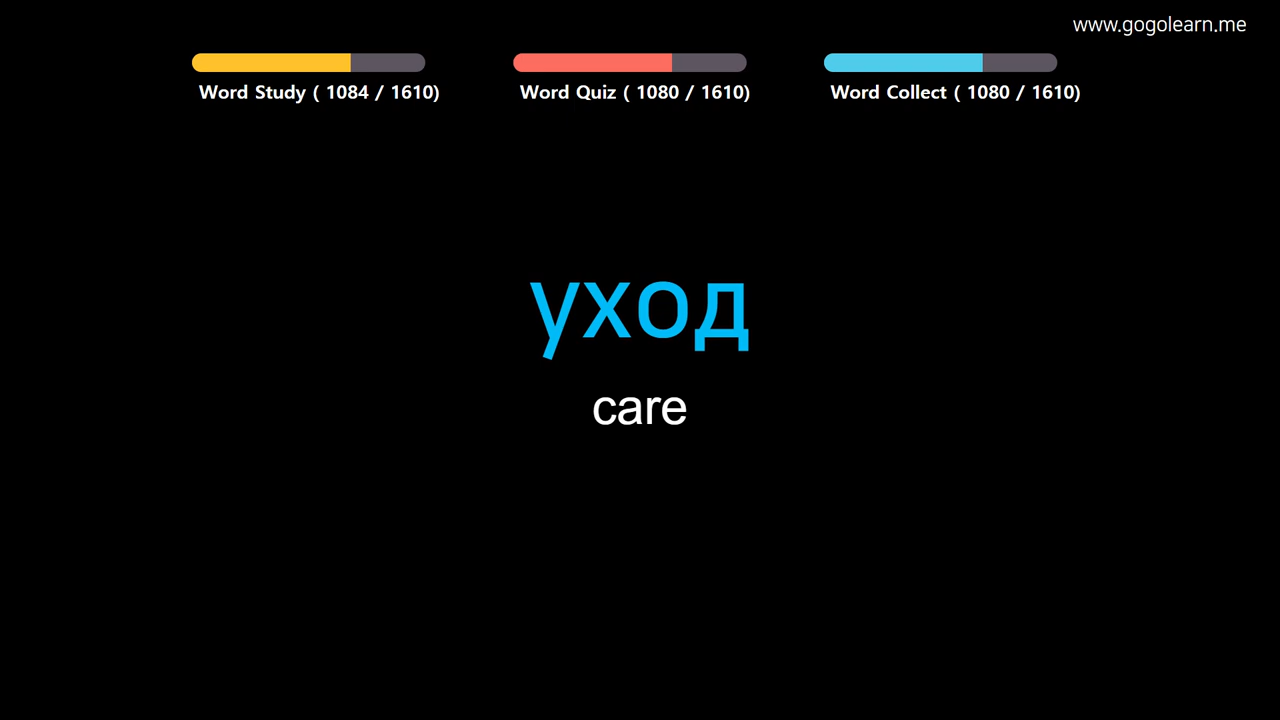 www.gogolearn.me
Word Study ( 1084 / 1610)
Word Quiz ( 1080 / 1610)
Word Collect ( 1080 / 1610)
уход
care